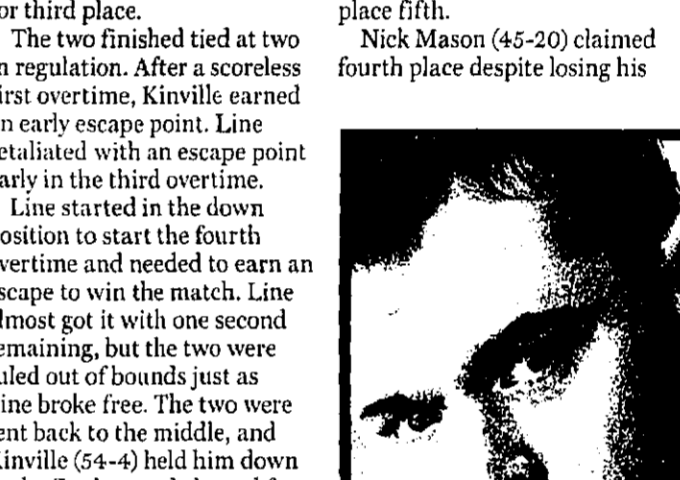 or third place.
The two finished tied at two
n regulation. After a scoreless
irst overtime, Kinville earned
n early escape point. Line
etaliated with an escape point
arly in the third overtime.
Line started in the down
osition to start the fourth
vertime and needed to earn an
scape to win the match. Line
lmost got it with one second
emaining, but the two were
uled out of bounds just as
ine broke free. The two were
ent back to the middle, and
Kinville (54-4) held him down
place fifth.
Nick Mason (45-20) claimed
fourth place despite losing his